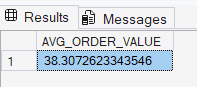 Results Messages
AVG_ORDER_VALUE
1 38.3072623343546